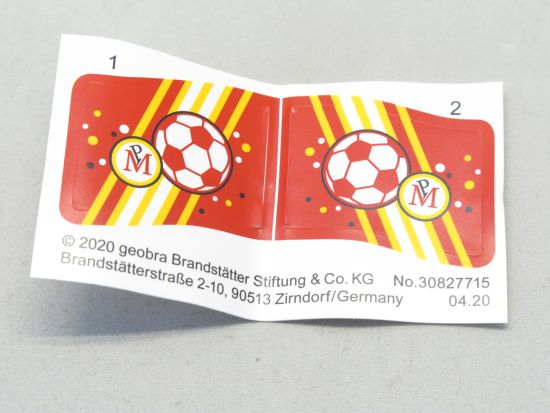 1
2
PM
PM
© 2020 geobra Brandstätter Stiftung & Co. KG No.30827715
Brandstätterstraße 2-10, 90513 Zirndorf/Germany 04.20